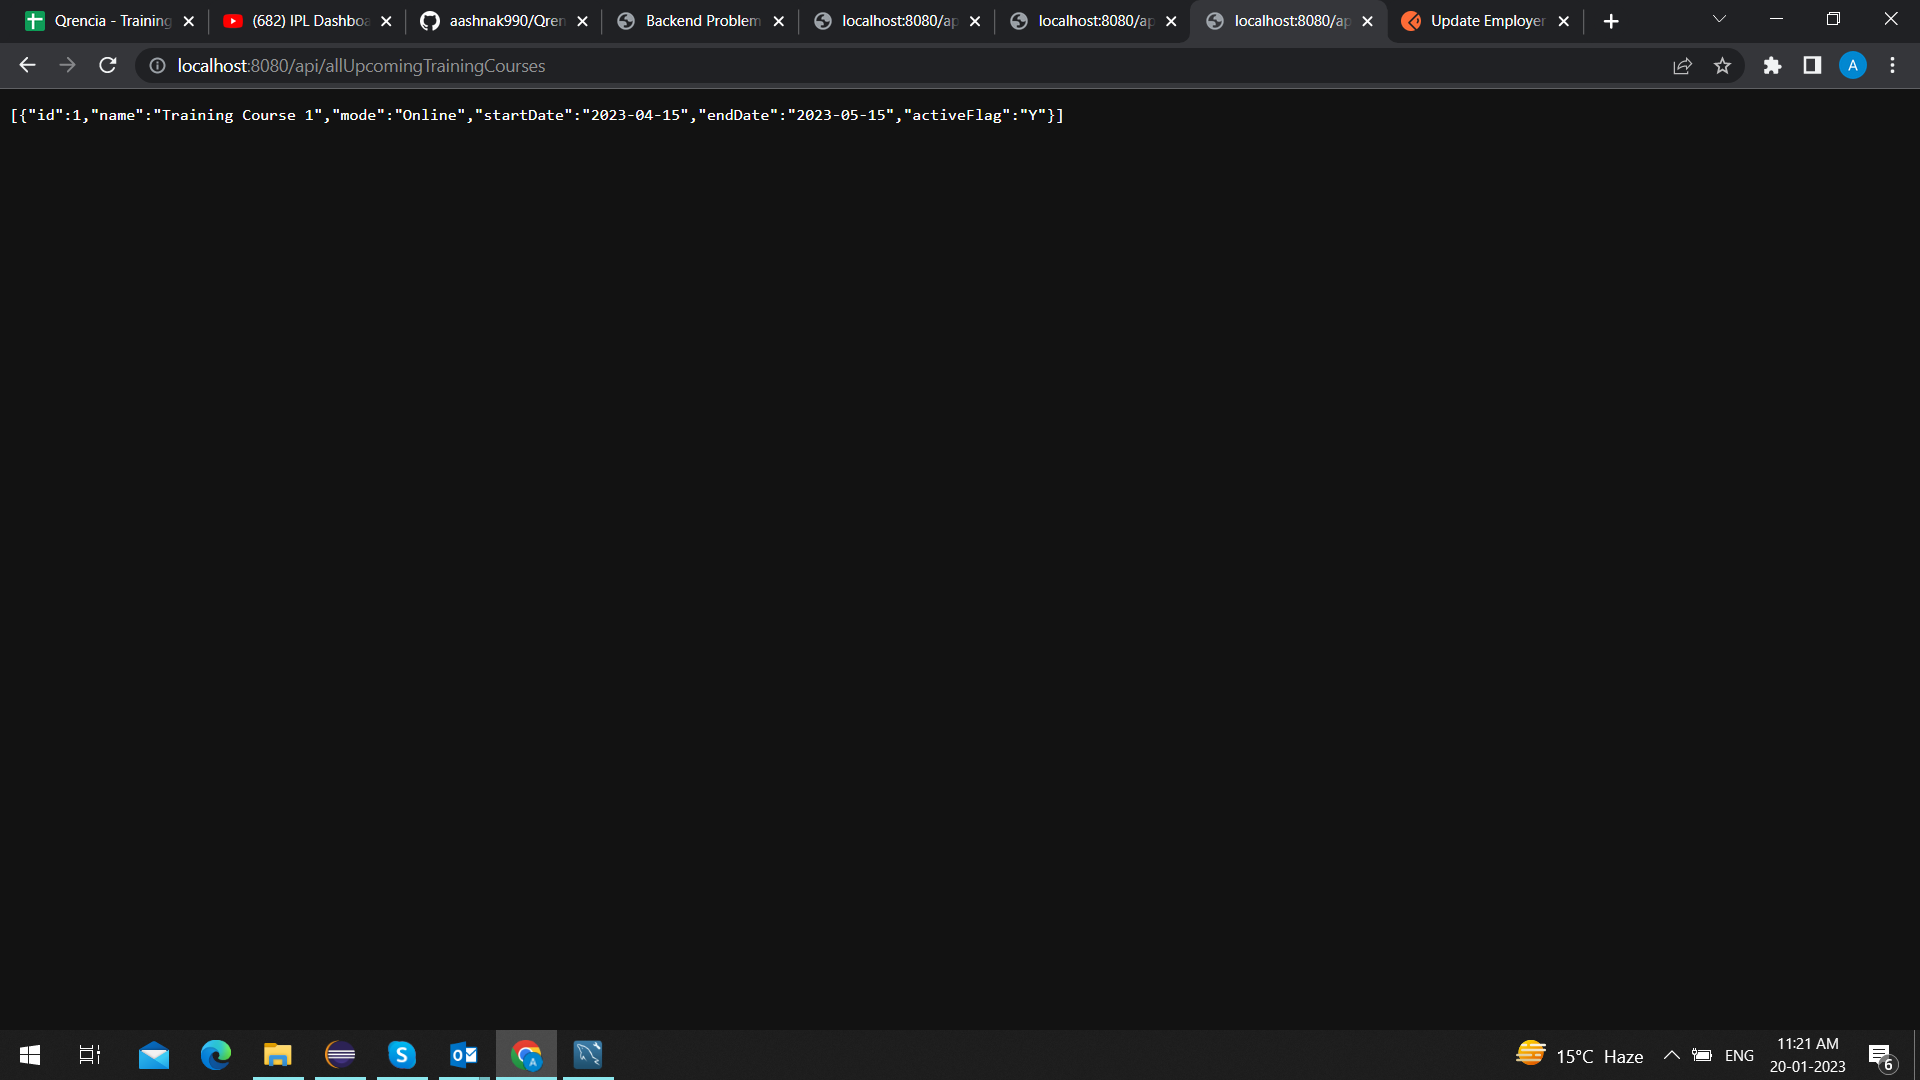 Qrencia - Training
(682) IPL Dashboa
aashnak990/Qren
Backend Problem
localhost:8080/ap
localhost:8080/ap
localhost:8080/ap
Update Employer
localhost:8080/api/allUpcomingTrainingCourses
A
[{"id":1,"name":"Training Course 1","mode":"Online","startDate":"2023-04-15","endDate":"2023-05-15","activeFlag":"Y"}]
15°C Haze
ENG
11:21 AM
20-01-2023
6